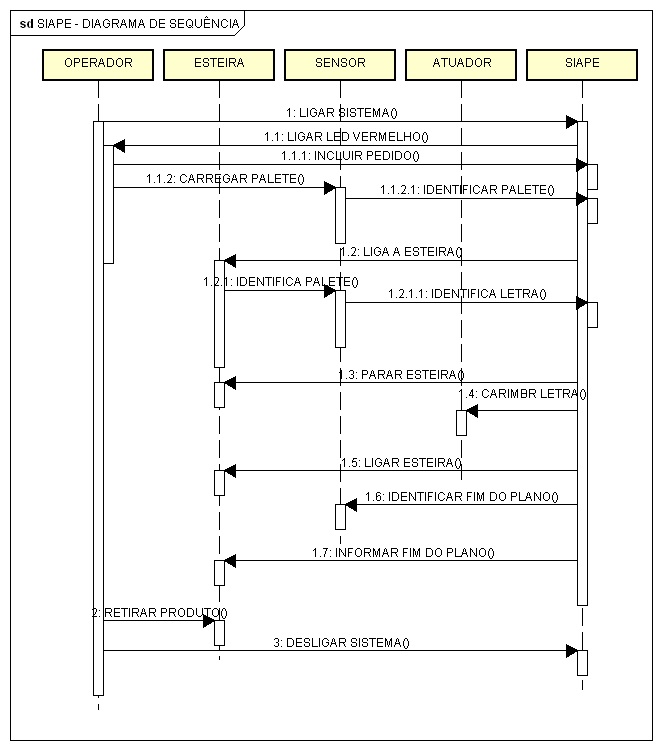 sd SIAPE - DIAGRAMA DE SEQUÊNCIA
OPERADOR ESTEIRA SENSOR ATUADOR SIAPE
1: LIGAR SISTEMA()
1.1: LIGAR LED VERMELHO()
1.1.1: INCLUIR PEDIDO()
1.1.2: CARREGAR PALETE()
1.1.2.1: IDENTIFICAR PALETE()
1.2: LIGA A ESTEIRA()
1.2.1: IDENTIFICA PALETE()
1.2.1.1: IDENTIFICA LETRA()
1.3: PARAR ESTEIRA()
1.4: CARIMBR LETRA()
1.5: LIGAR ESTEIRA()
1.6: IDENTIFICAR FIM DO PLANO()
1.7: INFORMAR FIM DO PLANO()
2: RETIRAR PRODUTO()
3: DESLIGAR SISTEMA()